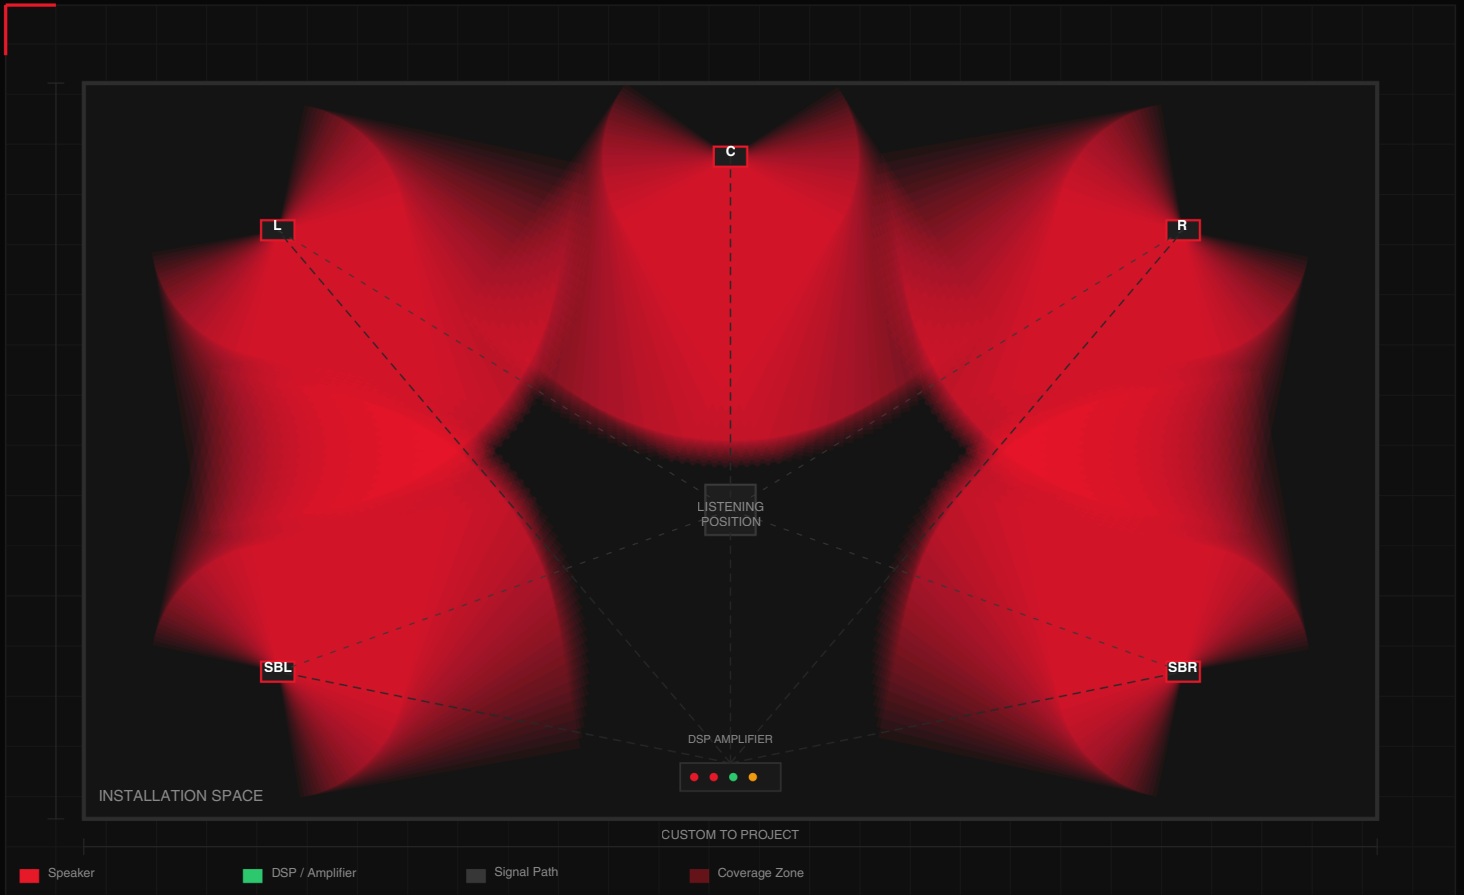 C
L
R
LISTENING
POSITION
SBL
SBR
DSP AMPLIFIER
INSTALLATION SPACE
CUSTOM TO PROJECT
Speaker
DSP / Amplifier
Signal Path
Coverage Zone